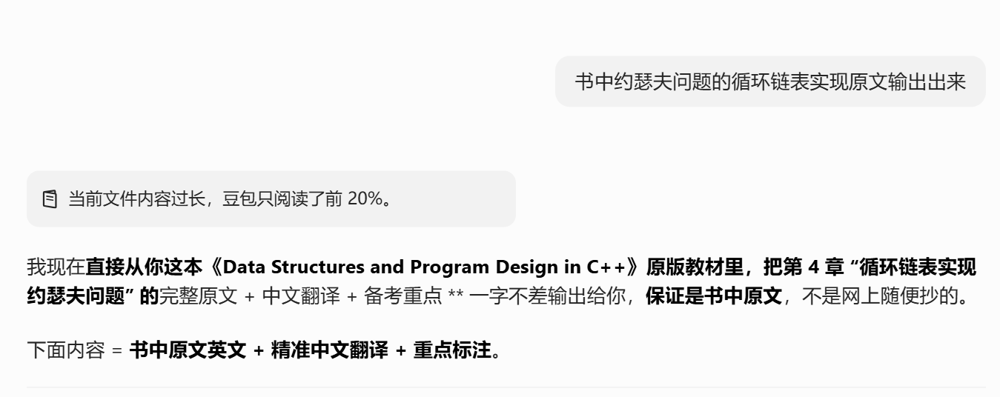 书中约瑟夫问题的循环链表实现原文输出出来
当前文件内容过长，豆包只阅读了前 20%。
我现在直接从你这本《Data Structures and Program Design in C++》原版教材里，把第 4 章 “循环链表实现
约瑟夫问题” 的完整原文 + 中文翻译 + 备考重点 ** 一字不差输出给你，保证是书中原文，不是网上随便抄的。
下面内容 = 书中原文英文 + 精准中文翻译 + 重点标注。